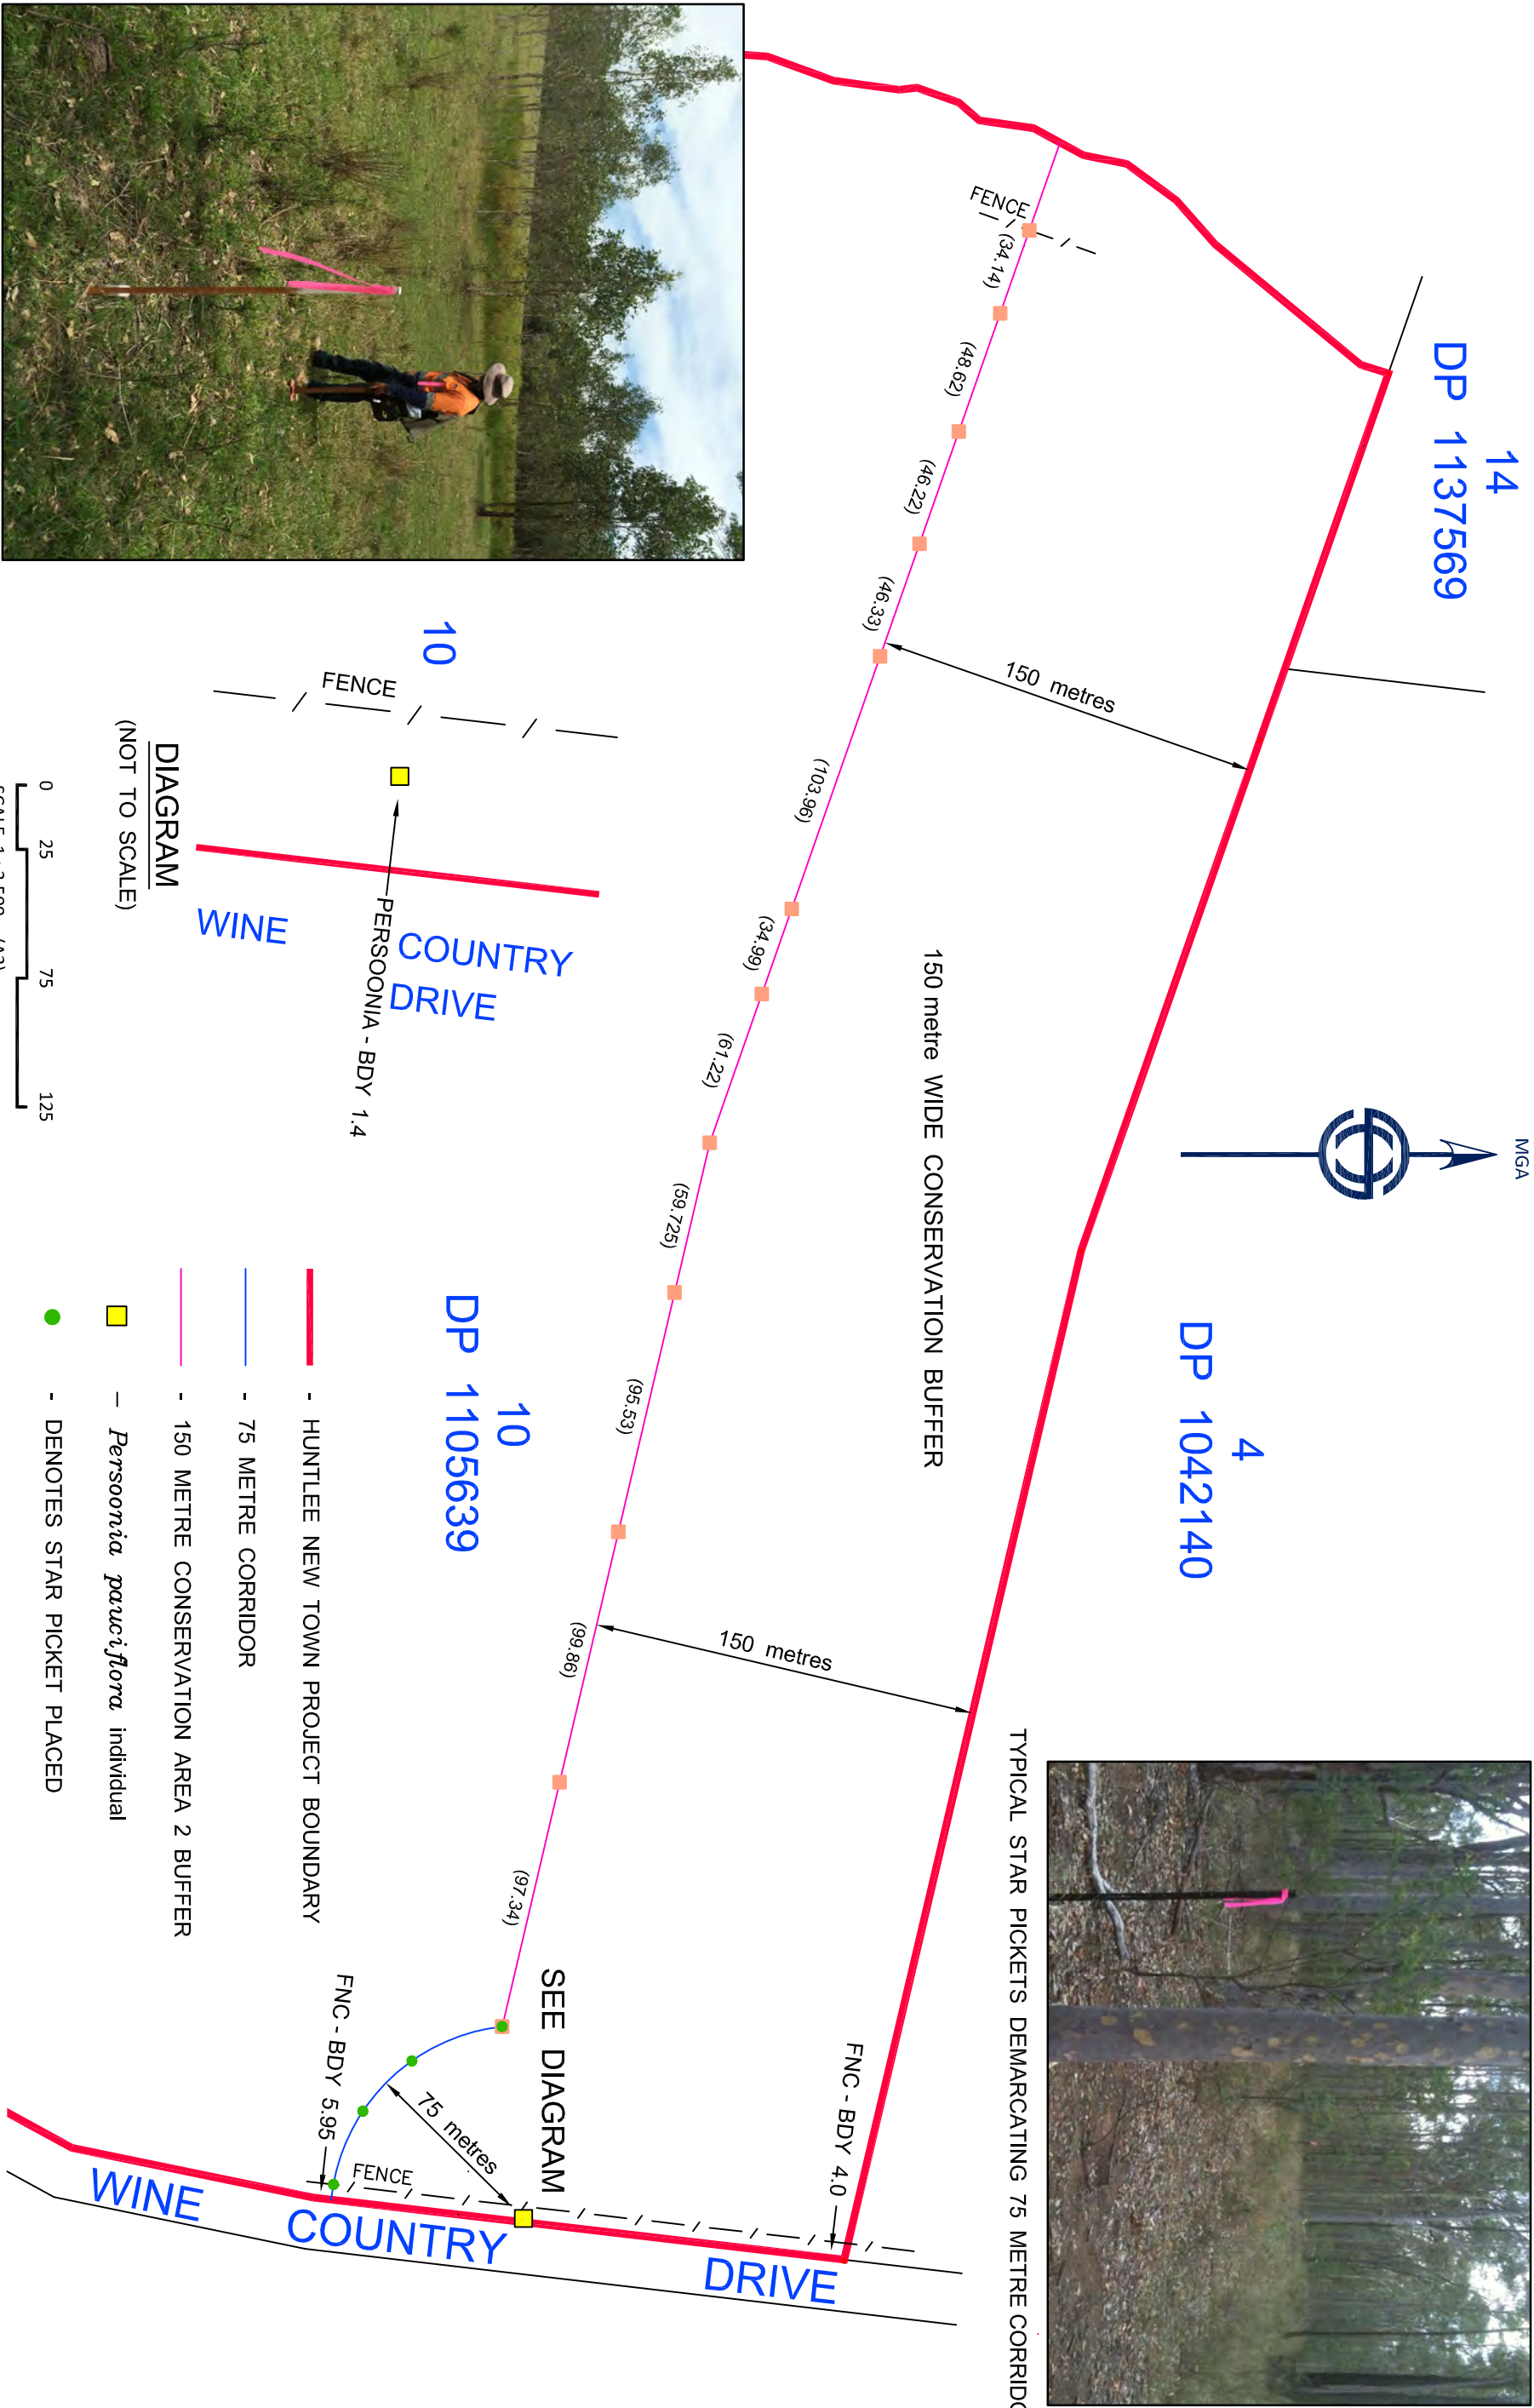 14
DP 1137569
MGA
4
DP 1042140
FENCE
(34.14)
(48.62)
(46.22)
(46.33)
(103.96)
(34.99)
(61.22)
(59.725)
(95.53)
(99.86)
(97.34)
150 metres
150 metre WIDE CONSERVATION BUFFER
150 metres
TYPICAL STAR PICKETS DEMARCATING 75 METRE
FNC - BDY 4.0
SEE DIAGRAM
75 metres
FENCE
FNC - BDY 5.95
WINE
COUNTRY
DRIVE
10
DP 1105639
10
FENCE
WINE
COUNTRY
DRIVE
PERSOONIA - BDY 1.4
DIAGRAM
(NOT TO SCALE)
0 25 75 125
- HUNTLEE NEW TOWN PROJECT BOUNDARY
- 75 METRE CORRIDOR
- 150 METRE CONSERVATION AREA 2 BUFFER
– Persoonia pauciflora individual
- DENOTES STAR PICKET PLACED